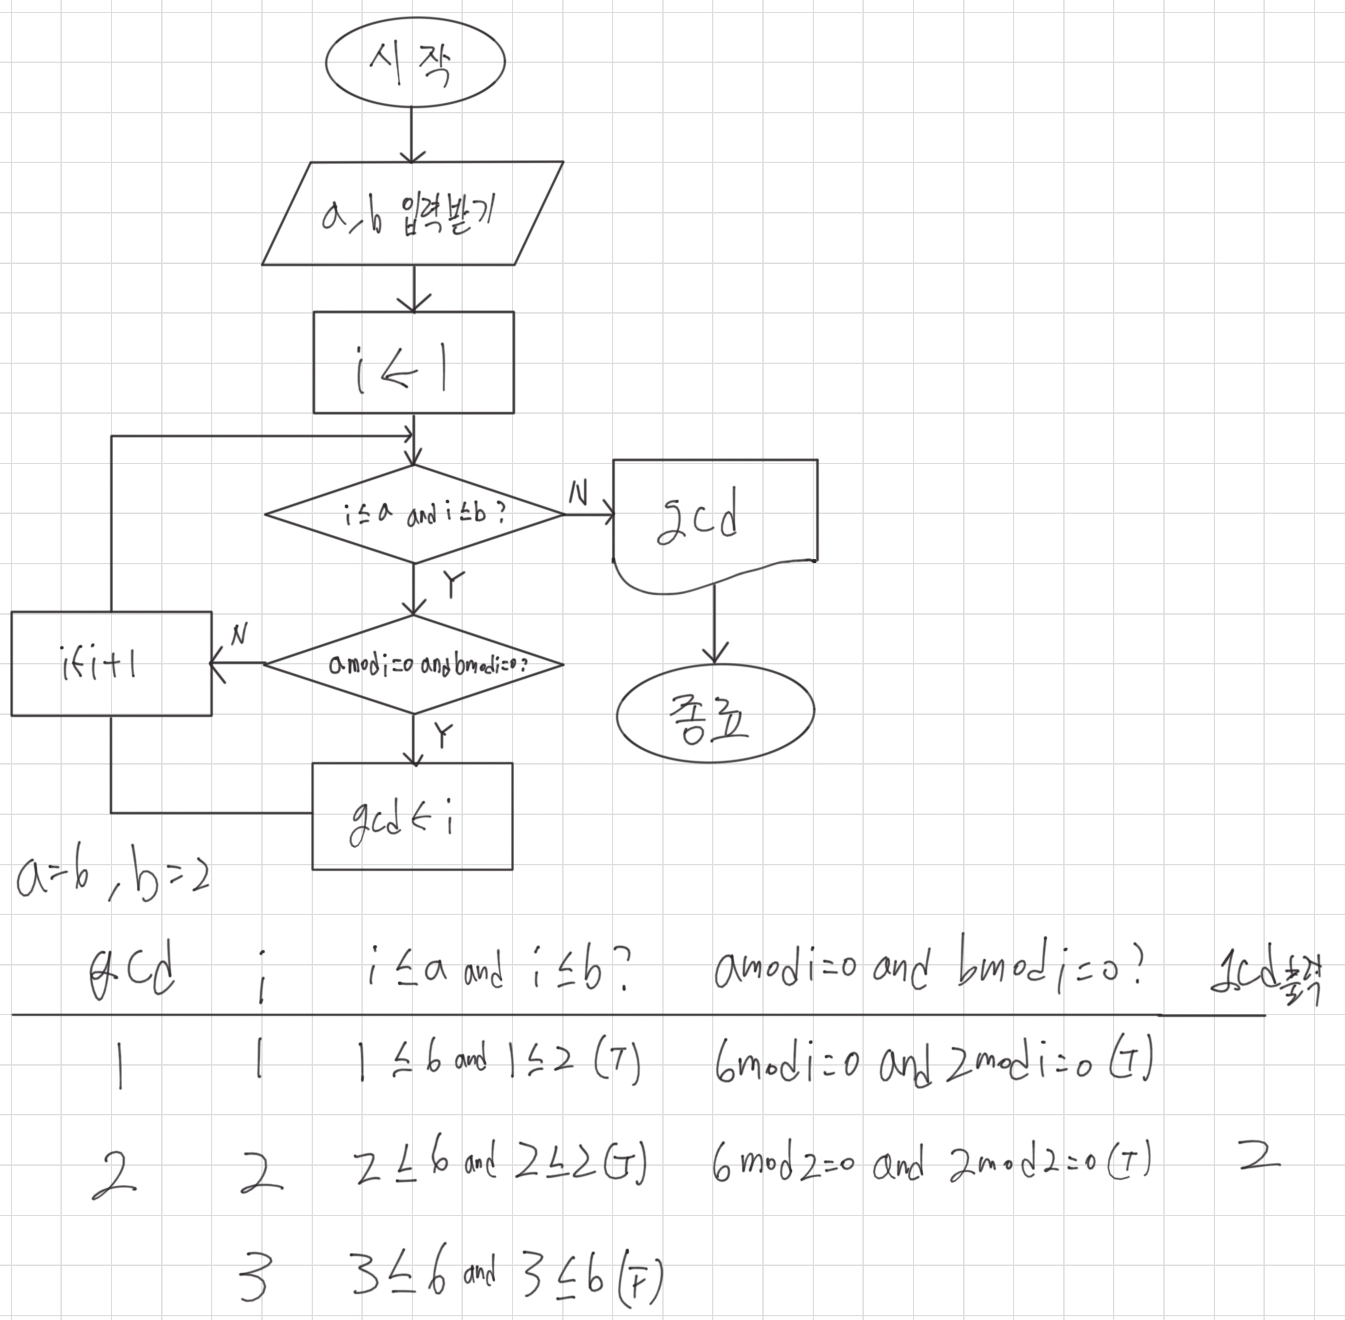 시작
a,b 입력받기
i ← 1
i ≤ a and i ≤ b ?
N
gcd
Y
i←i+1
N
a mod i=0 and b mod i=0?
종료
Y
gcd ← i
a=6, b=2
gcd i i ≤ a and i ≤ b? a mod i=0 and b mod i=0? gcd출력
1 1 1 ≤ 6 and 1 ≤ 2 (T) 6 mod i=0 and 2 mod i=0 (T)
2 2 2 ≤ 6 and 2 ≤ 2 (T) 6 mod 2=0 and 2 mod 2=0 (T) 2
3 3 ≤ 6 and 3 ≤ 6 (F)